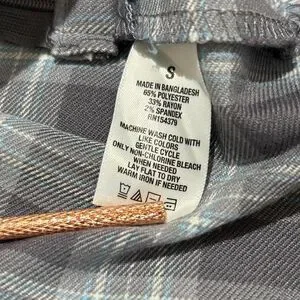 S
MADE IN BANGLADESH
65% POLYESTER
33% RAYON
2% SPANDEX
RN154379
MACHINE WASH COLD WITH
LIKE COLORS
GENTLE CYCLE
ONLY NON-CHLORINE BLEACH
WHEN NEEDED
LAY FLAT TO DRY
WARM IRON IF NEEDED